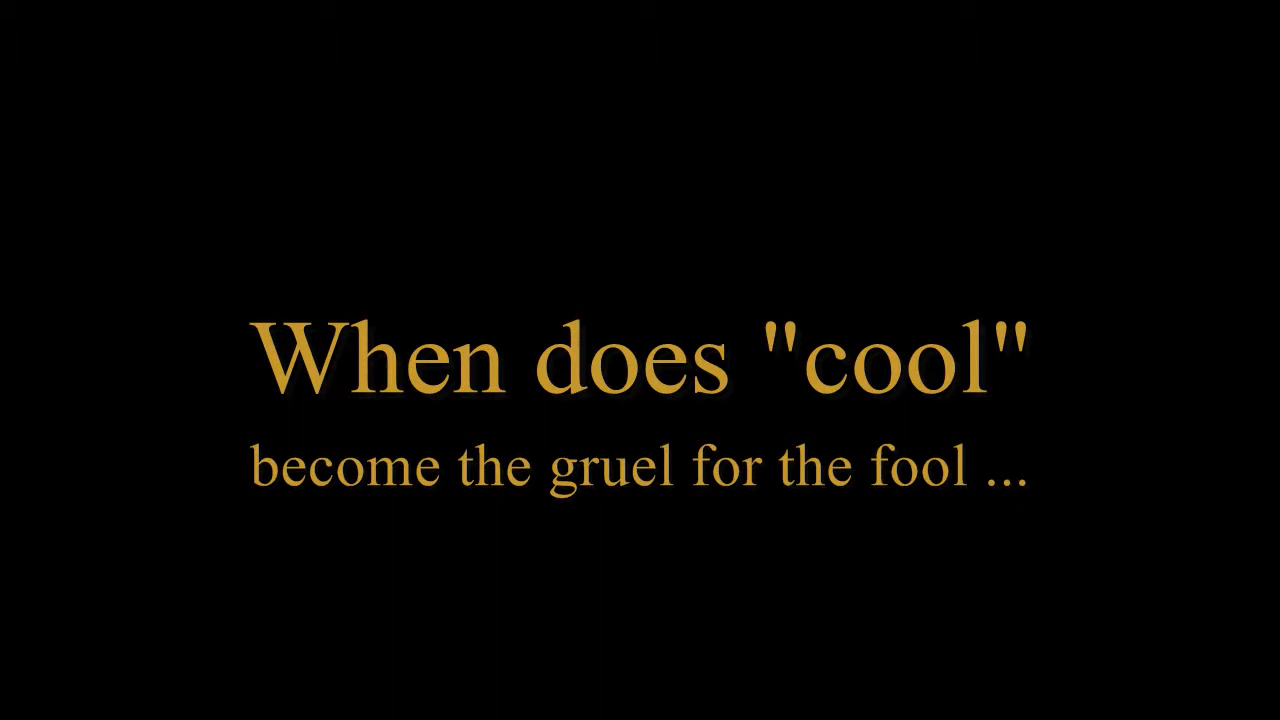 When does "cool"
become the gruel for the fool ...